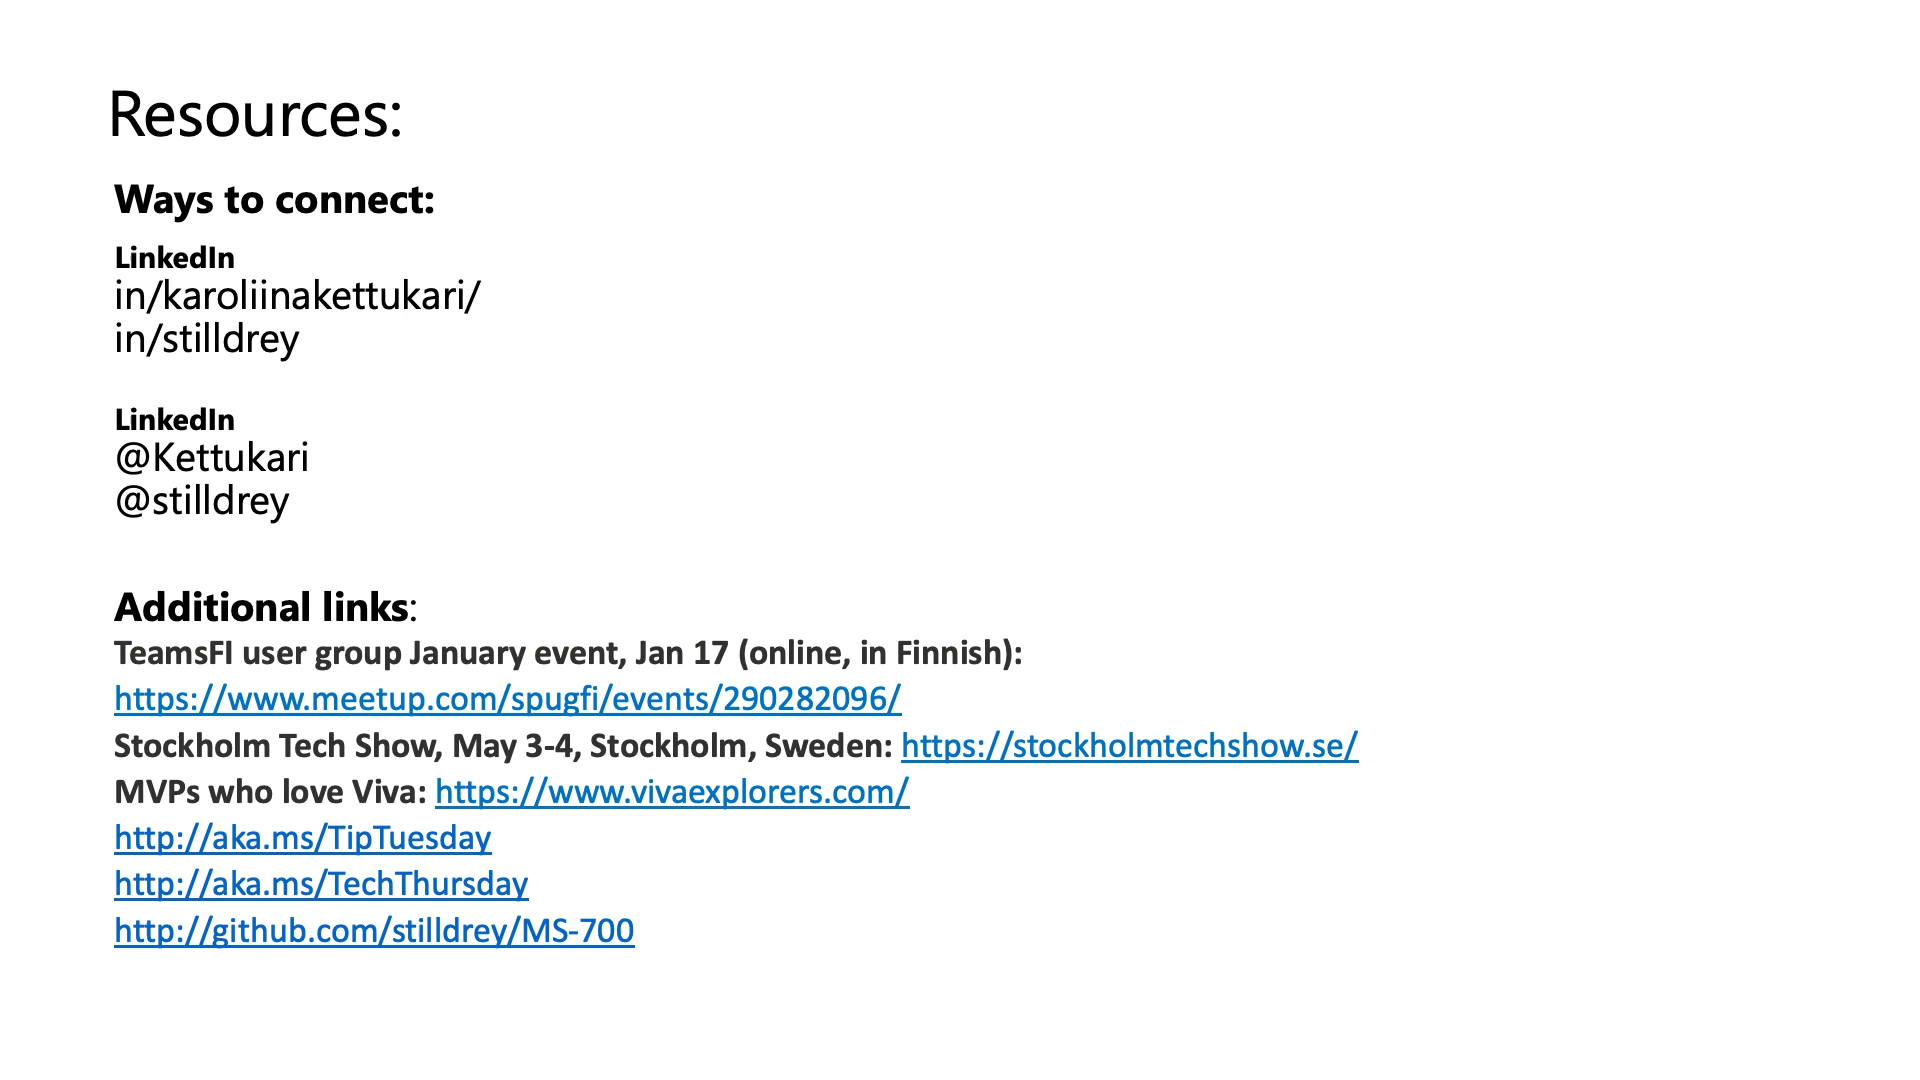 Resources:
Ways to connect:
LinkedIn
in/karoliinakettukari/
in/stilldrey
LinkedIn
@Kettukari
@stilldrey
Additional links:
TeamsFI user group January event, Jan 17 (online, in Finnish):
https://www.meetup.com/spugfi/events/290282096/
Stockholm Tech Show, May 3-4, Stockholm, Sweden: https://stockholmtechshow.se/
MVPs who love Viva: https://www.vivaexplorers.com/
http://aka.ms/TipTuesday
http://aka.ms/TechThursday
http://github.com/stilldrey/MS-700